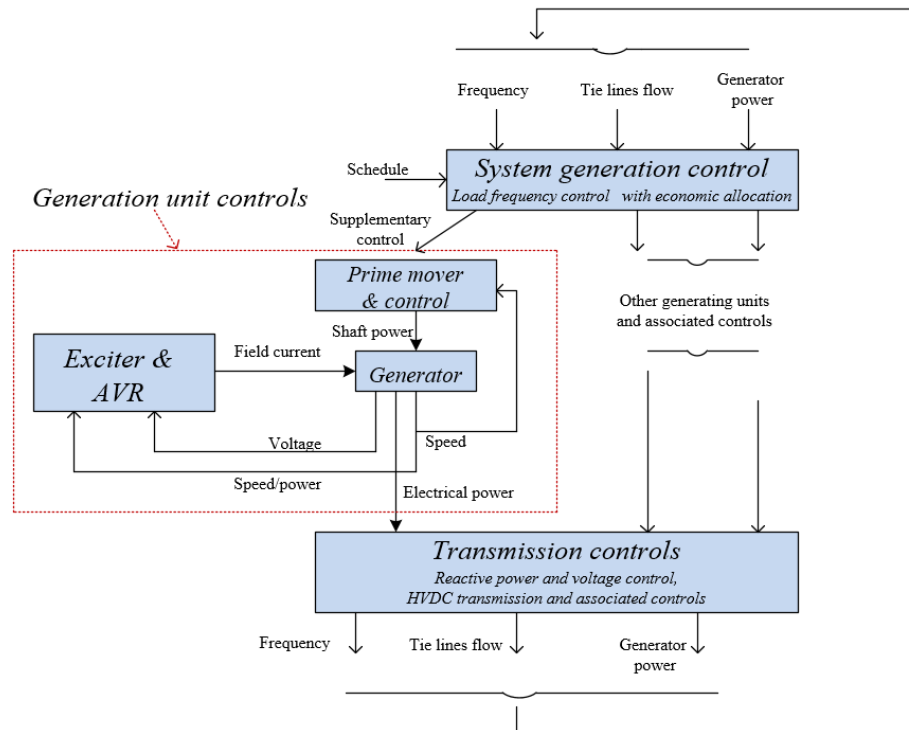 Frequency
Tie lines flow
Generator
power
System generation control
Load frequency control with economic allocation
Schedule
Generation unit controls
Supplementary
control
Prime mover
& control
Other generating units
and associated controls
Shaft power
Exciter &
AVR
Field current
Generator
Voltage
Speed
Speed/power
Electrical power
Transmission controls
Reactive power and voltage control,
HVDC transmission and associated controls
Frequency
Tie lines flow
Generator
power